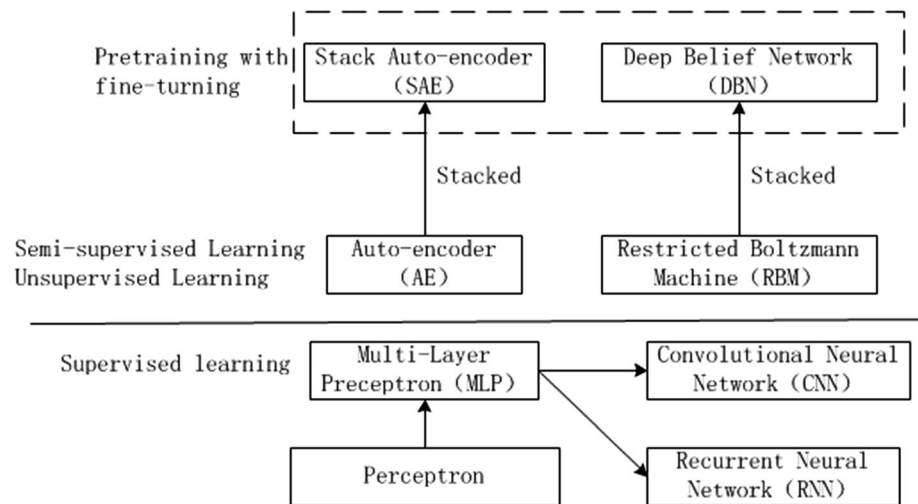 Pretraining with
fine-turning
Stack Auto-encoder
(SAE)
Deep Belief Network
(DBN)
Stacked
Stacked
Semi-supervised Learning
Unsupervised Learning
Auto-encoder
(AE)
Restricted Boltzmann
Machine (RBM)
Supervised learning
Multi-Layer
Preceptron (MLP)
Convolutional Neural
Network (CNN)
Perceptron
Recurrent Neural
Network (RNN)